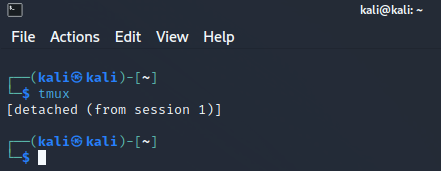 kali@kali: ~
File Actions Edit View Help
┌──(kali㉿kali)-[~]
└─$ tmux
[detached (from session 1)]
┌──(kali㉿kali)-[~]
└─$